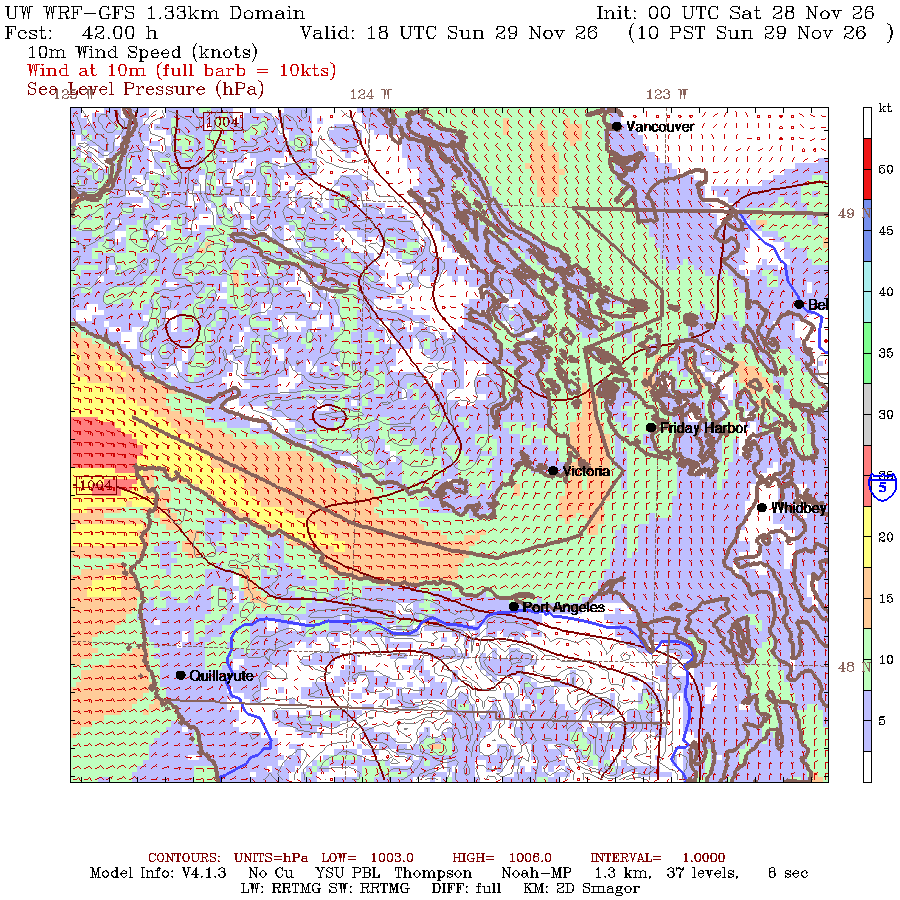 UW WRF-GFS 1.33km Domain Init: 00 UTC Sat 28 Nov 26
Fcst: 42.00 h Valid: 18 UTC Sun 29 Nov 26 (10 PST Sun 29 Nov 26 )
10m Wind Speed (knots)
Wind at 10m (full barb = 10kts)
Sea Level Pressure (hPa)
125 W 124 W 123 W
kt
1004
Vancouver
60
49 N
45
40
Bel
35
30
Friday Harbor
Victoria
1004
5
Whidbey
20
15
Port Angeles
10
48 N
Quillayute
5
CONTOURS: UNITS=hPa LOW= 1003.0 HIGH= 1006.0 INTERVAL= 1.0000
Model Info: V4.1.3 No Cu YSU PBL Thompson Noah-MP 1.3 km, 37 levels, 8 sec
LW: RRTMG SW: RRTMG DIFF: full KM: 2D Smagor